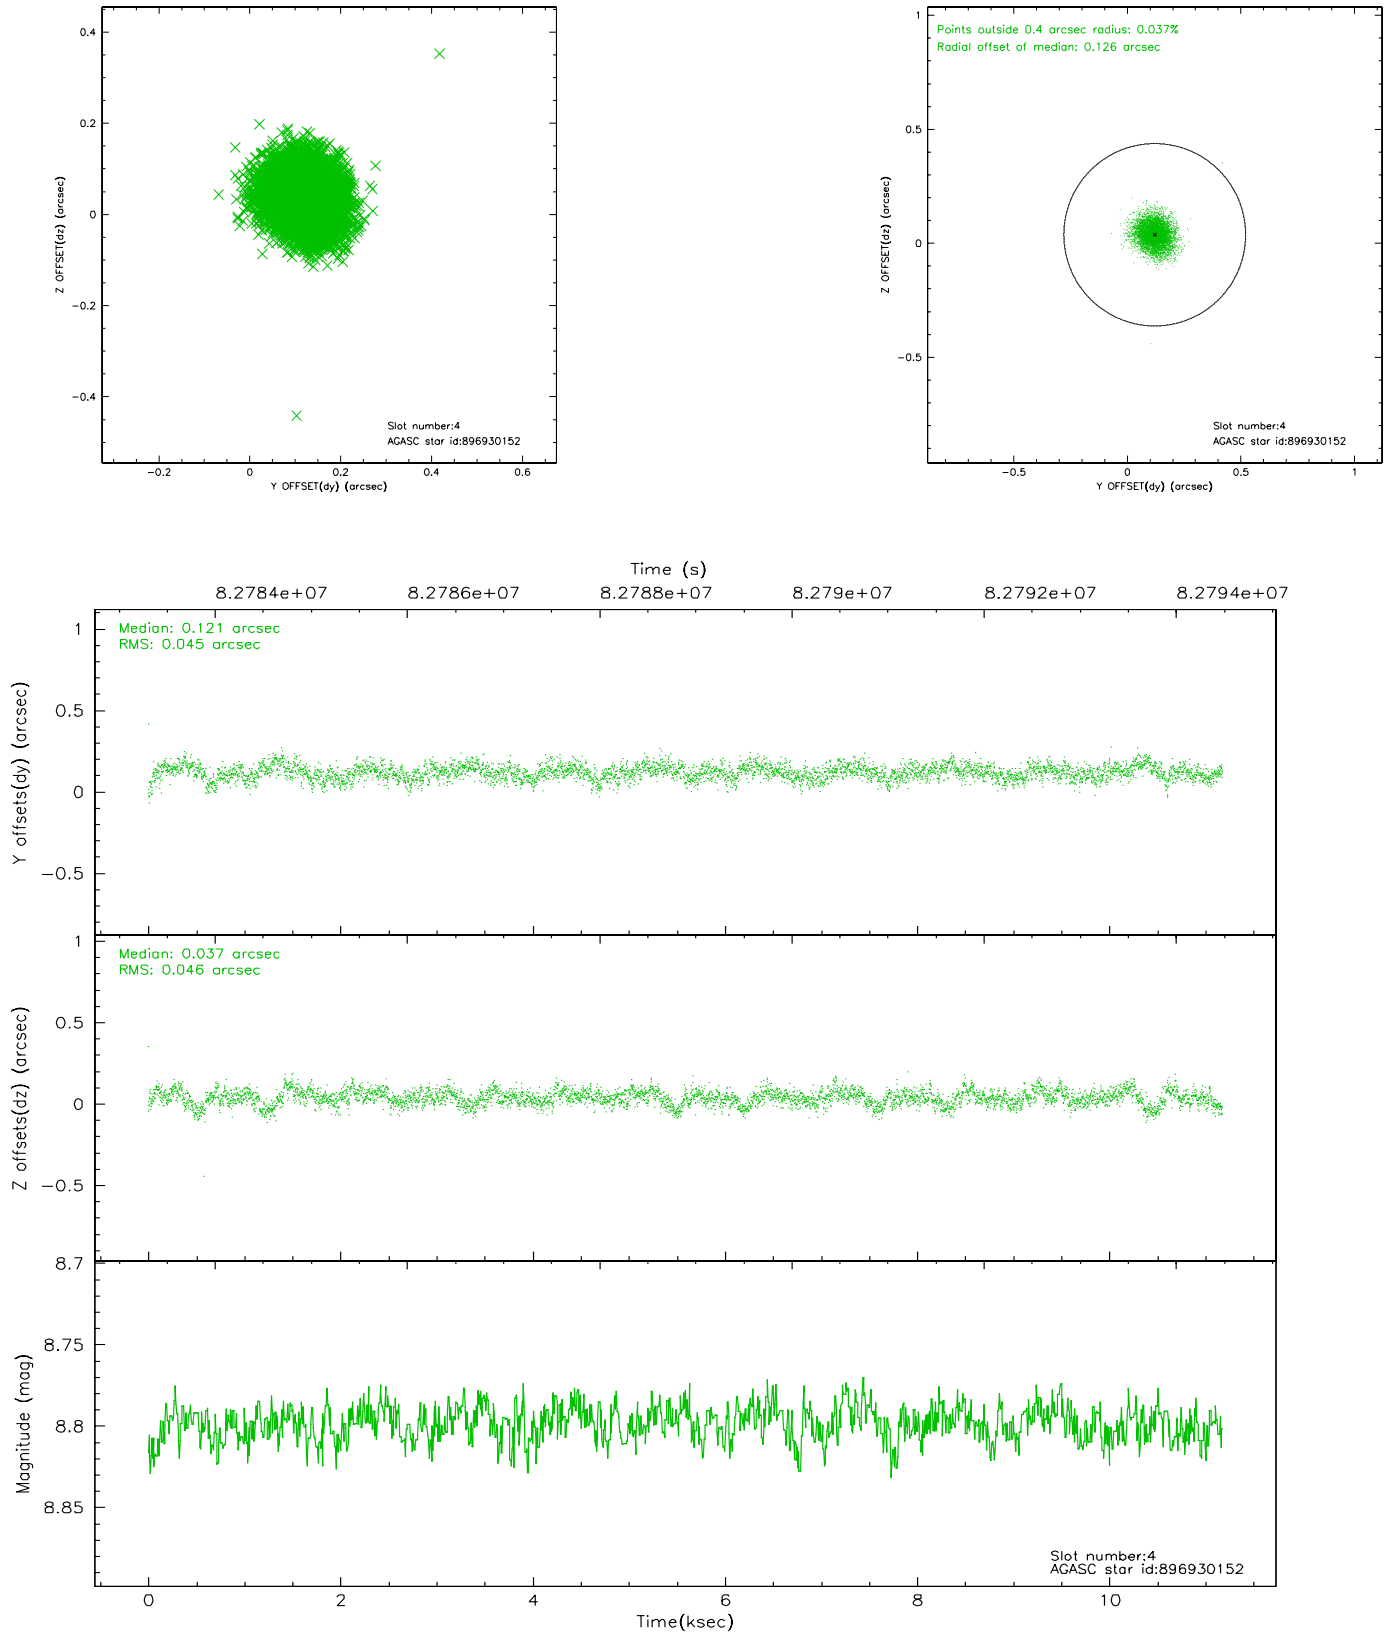 0.4
0.2
0
−0.2
−0.4
Z OFFSET(dz) (arcsec)
Slot number:4
AGASC star id:896930152
−0.2 0 0.2 0.4 0.6
Y OFFSET(dy) (arcsec)
Points outside 0.4 arcsec radius: 0.037%
Radial offset of median: 0.126 arcsec
1
0.5
0
−0.5
Z OFFSET(dz) (arcsec)
Slot number:4
AGASC star id:896930152
−0.5 0 0.5 1
Y OFFSET(dy) (arcsec)
Time (s)
8.2784e+07 8.2786e+07 8.2788e+07 8.279e+07 8.2792e+07 8.2794e+07
Median: 0.121 arcsec
RMS: 0.045 arcsec
1
0.5
0
−0.5
Y offsets(dy) (arcsec)
Median: 0.037 arcsec
RMS: 0.046 arcsec
1
0.5
0
−0.5
Z offsets(dz) (arcsec)
8.7
8.75
8.8
8.85
Magnitude (mag)
Slot number:4
AGASC star id:896930152
0 2 4 6 8 10
Time(ksec)